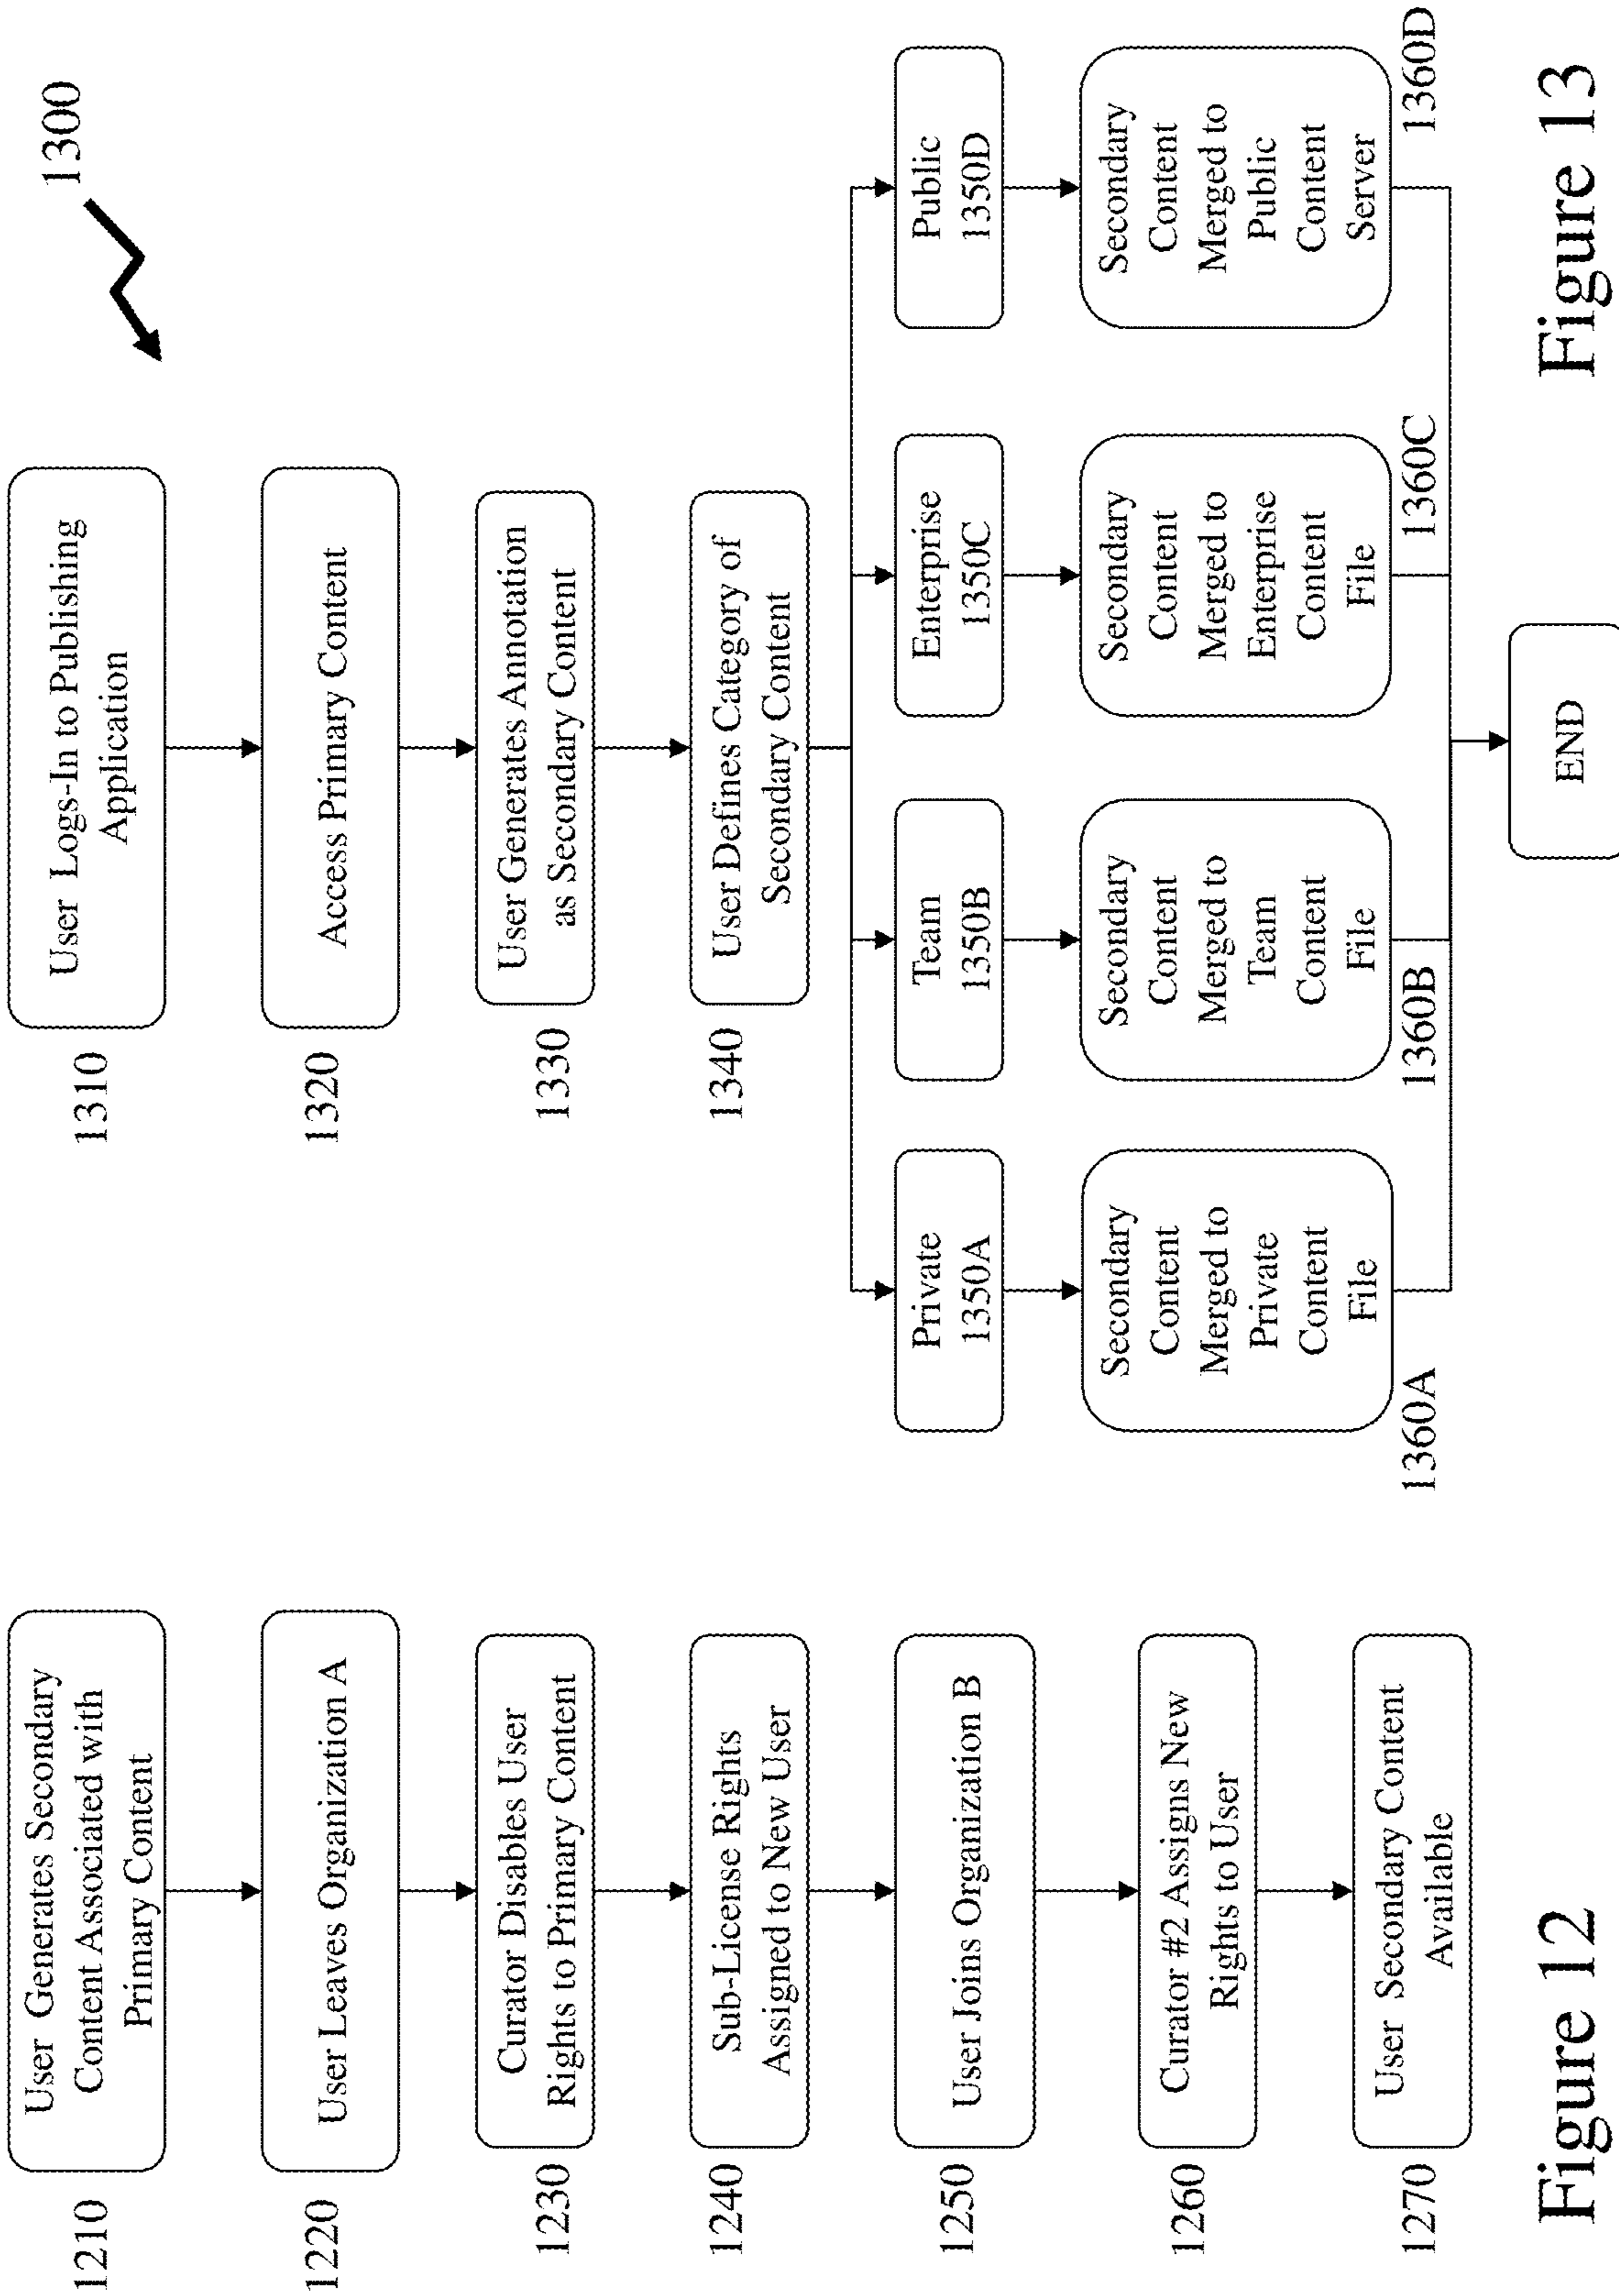 1210
User Generates Secondary
Content Associated with
Primary Content
1220
User Leaves Organization A
1230
Curator Disables User
Rights to Primary Content
1240
Sub-License Rights
Assigned to New User
1250
User Joins Organization B
1260
Curator #2 Assigns New
Rights to User
1270
User Secondary Content
Available
Figure 12
1300
1310
User Logs-In to Publishing
Application
1320
Access Primary Content
1330
User Generates Annotation
as Secondary Content
1340
User Defines Category of
Secondary Content
Private
1350A
Team
1350B
Enterprise
1350C
Public
1350D
Secondary
Content
Merged to
Private
Content
File
1360A
Secondary
Content
Merged to
Team
Content
File
1360B
Secondary
Content
Merged to
Enterprise
Content
File
1360C
Secondary
Content
Merged to
Public
Content
Server
1360D
END
Figure 13